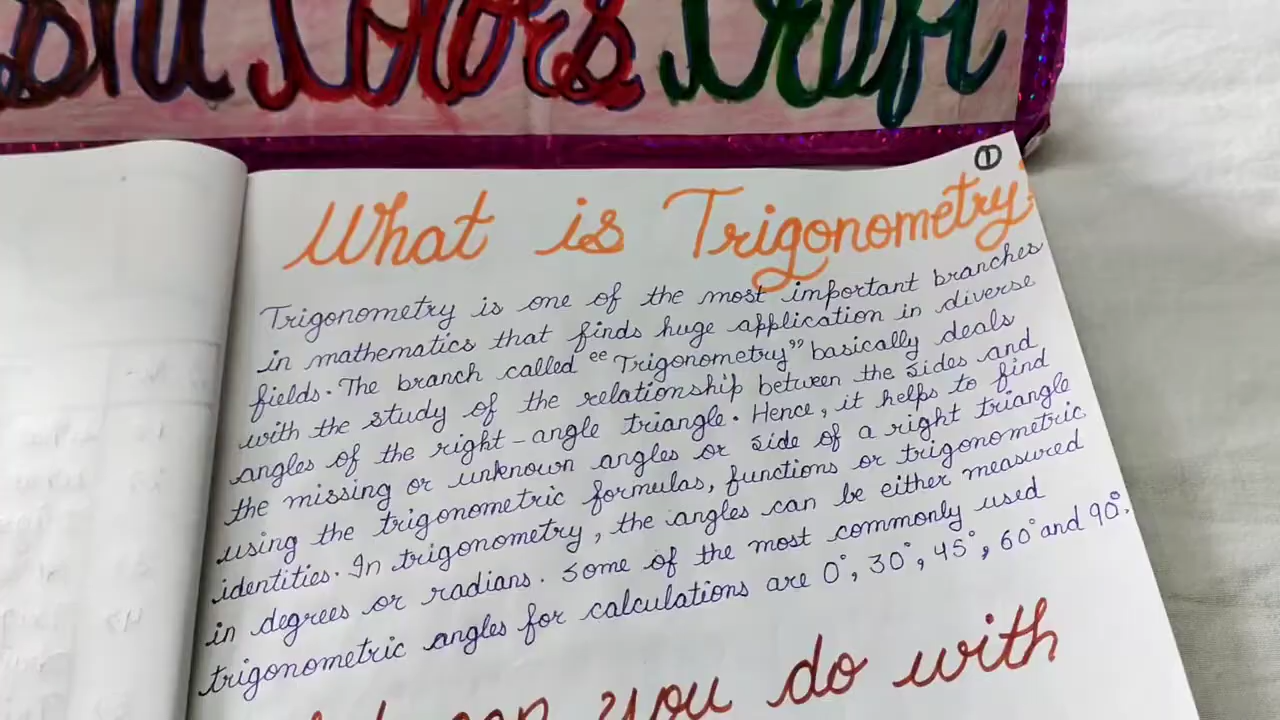 Colors Craft
①
What is Trigonometry
Trigonometry is one of the most important branches
in mathematics that finds huge application in diverse
fields. The branch called “Trigonometry” basically deals
with the study of the relationship between the sides and
angles of the right-angle triangle. Hence, it helps to find
the missing or unknown angles or side of a right triangle
using the trigonometric formulas, functions or trigonometric
identities. In trigonometry, the angles can be either measured
in degrees or radians. Some of the most commonly used
trigonometric angles for calculations are 0°, 30°, 45°, 60° and 90°.
can you do with